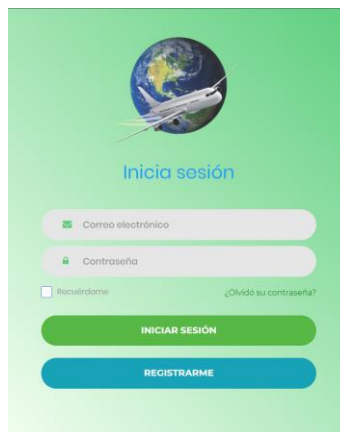 Inicia sesión
Correo electrónico
Contraseña
Recuérdame ¿Olvidó su contraseña?
INICIAR SESIÓN
REGISTRARME